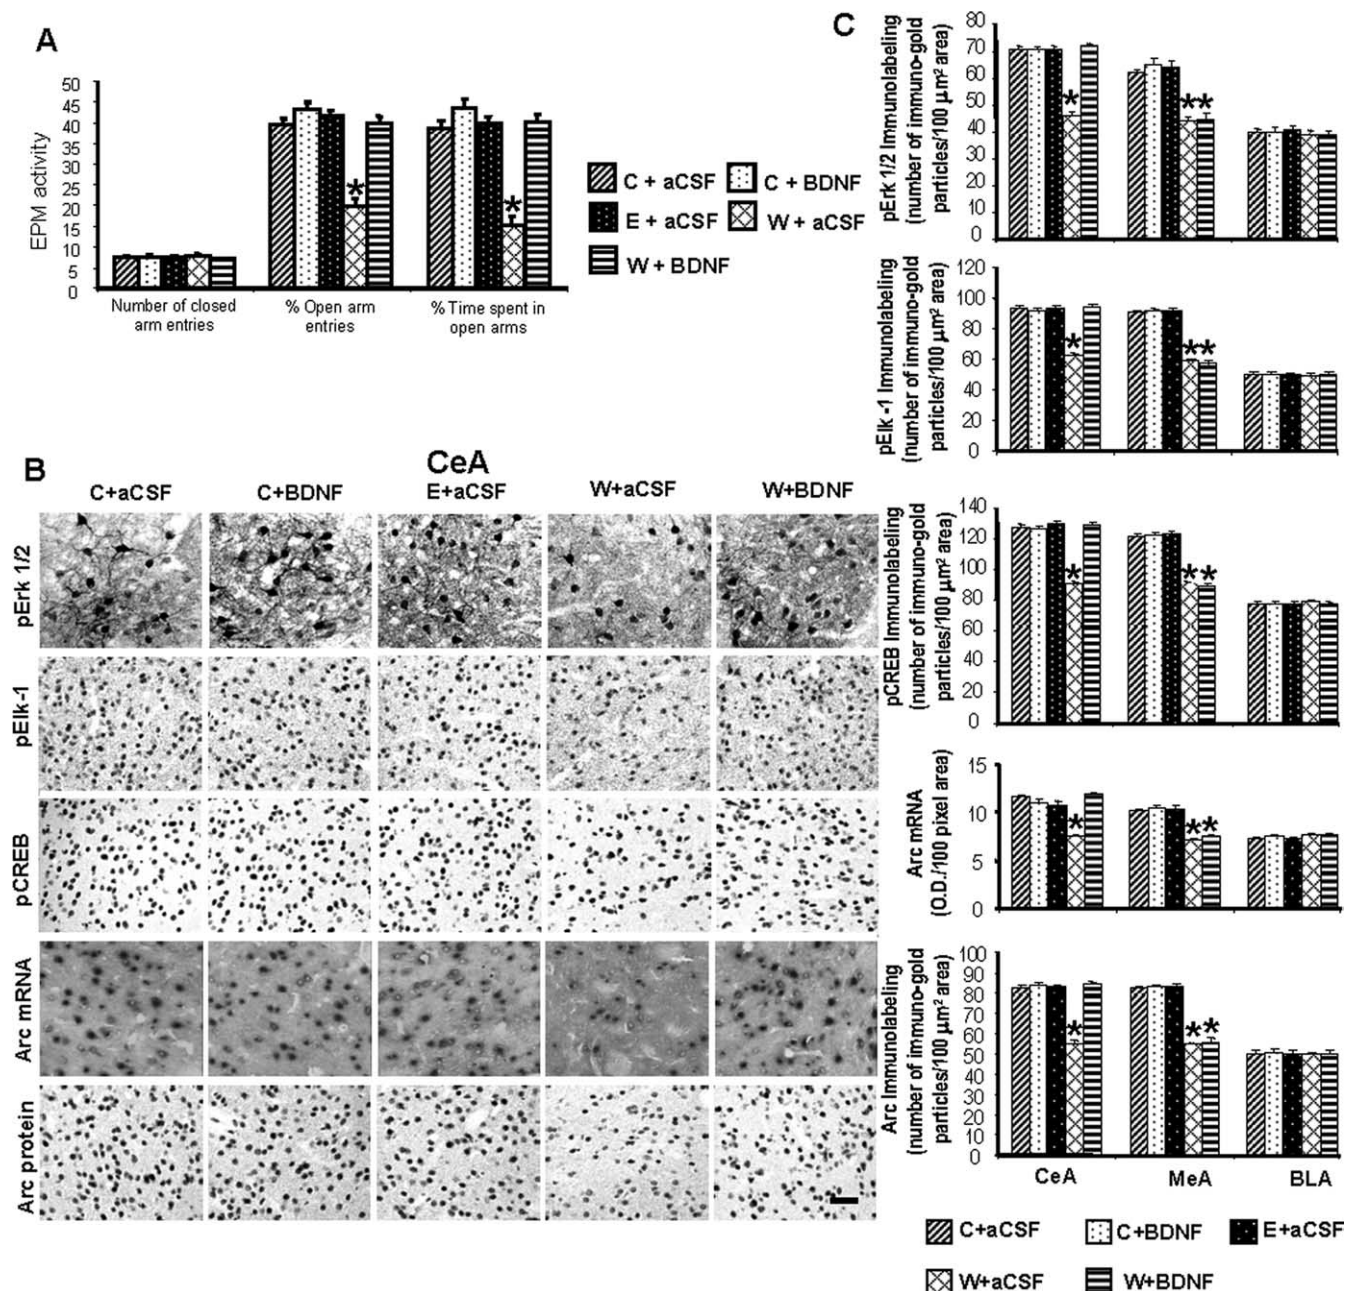 A
EPM activity
50
45
40
35
30
25
20
15
10
5
0
*
*
Number of closed
arm entries
% Open arm
entries
% Time spent in
open arms
C + aCSF
C + BDNF
E + aCSF
W + aCSF
W + BDNF
B
CeA
C+aCSF
C+BDNF
E+aCSF
W+aCSF
W+BDNF
pErk 1/2
pElk-1
pCREB
Arc mRNA
Arc protein
C
pErk 1/2 Immunolabeling
(number of immuno-gold
particles/100 µm² area)
80
70
60
50
40
30
20
10
0
*
**
pElk -1 Immunolabeling
(number of immuno-gold
particles/100 µm² area)
120
100
80
60
40
20
0
*
**
pCREB Immunolabeling
(number of immuno-gold
particles/100 µm² area)
140
120
100
80
60
40
20
0
*
* *
Arc mRNA
(O.D./100 pixel area)
15
10
5
0
*
* *
Arc Immunolabeling
(number of immuno-gold
particles/100 µm² area)
100
90
80
70
60
50
40
30
20
10
0
*
* *
CeA
MeA
BLA
C+aCSF
C+BDNF
E+aCSF
W+aCSF
W+BDNF